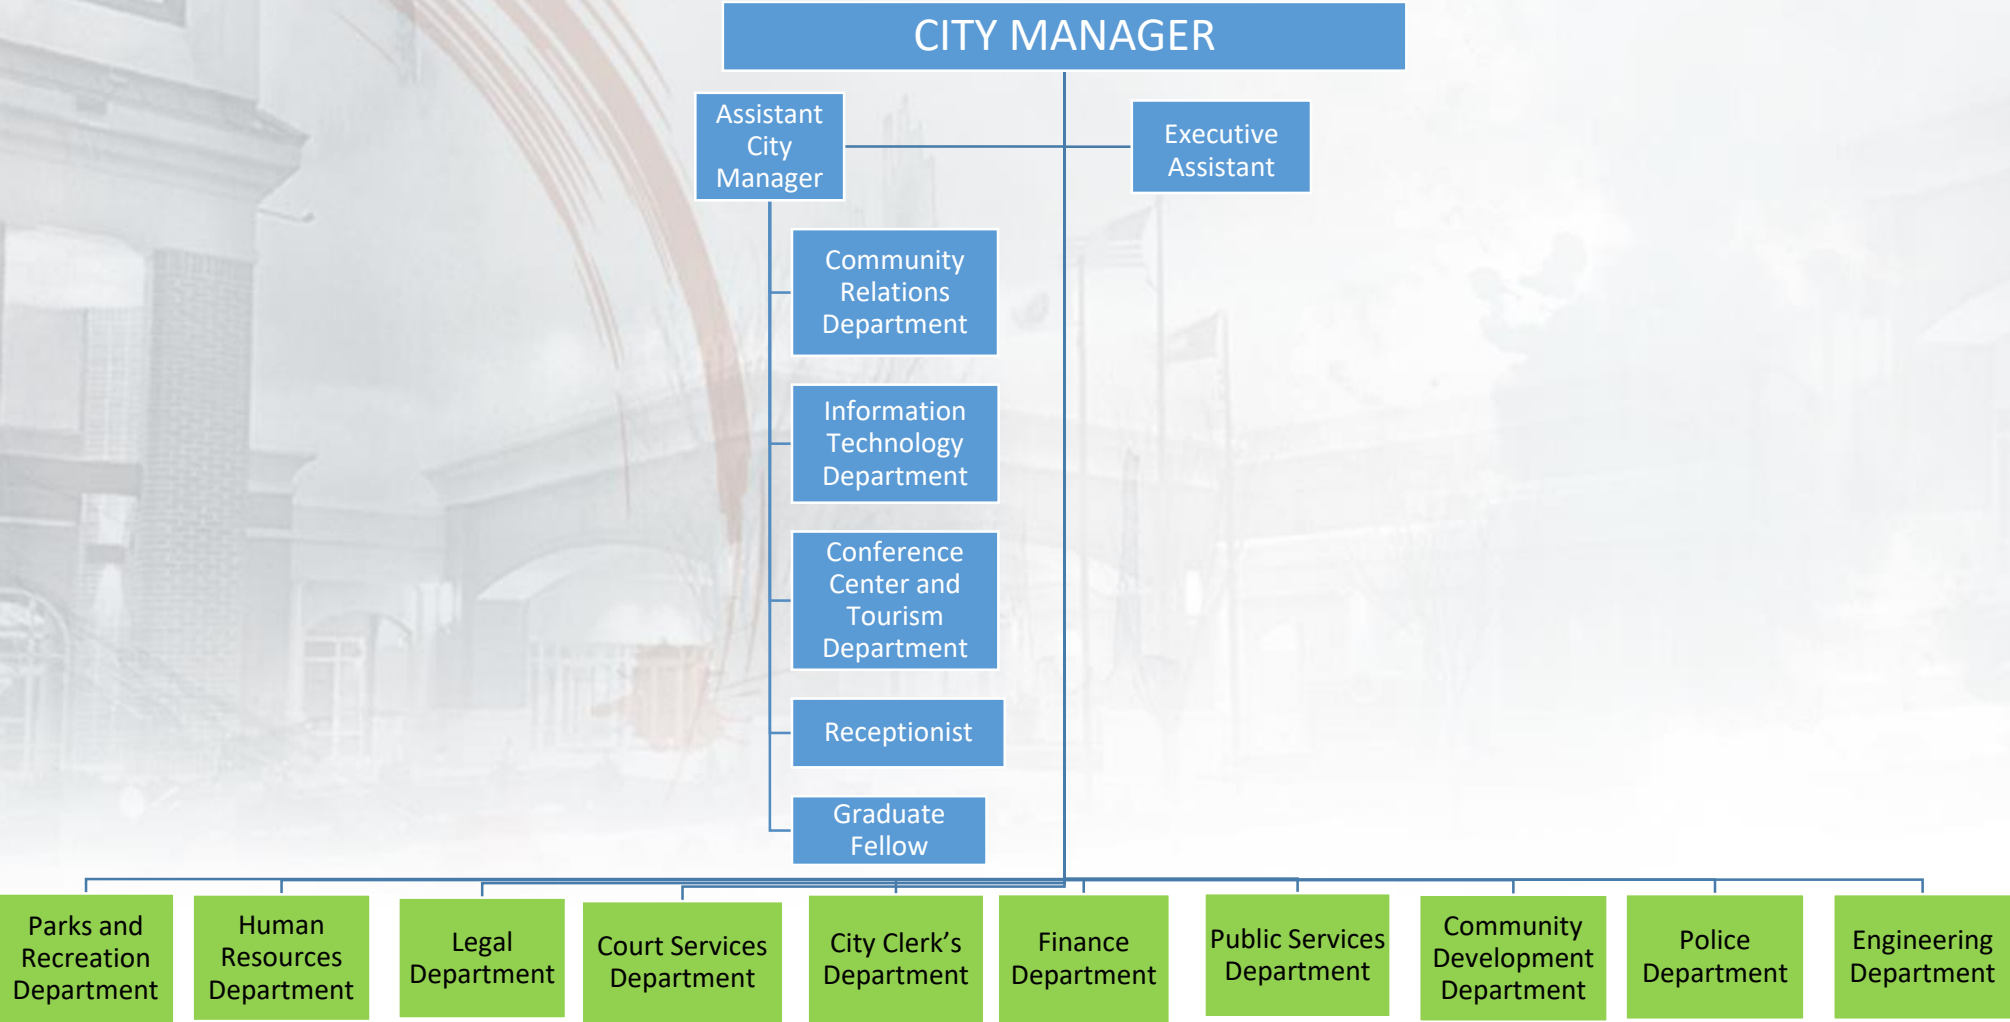 CITY MANAGER
Assistant
City
Manager
Executive
Assistant
Community
Relations
Department
Information
Technology
Department
Conference
Center and
Tourism
Department
Receptionist
Graduate
Fellow
Parks and
Recreation
Department
Human
Resources
Department
Legal
Department
Court Services
Department
City Clerk’s
Department
Finance
Department
Public Services
Department
Community
Development
Department
Police
Department
Engineering
Department